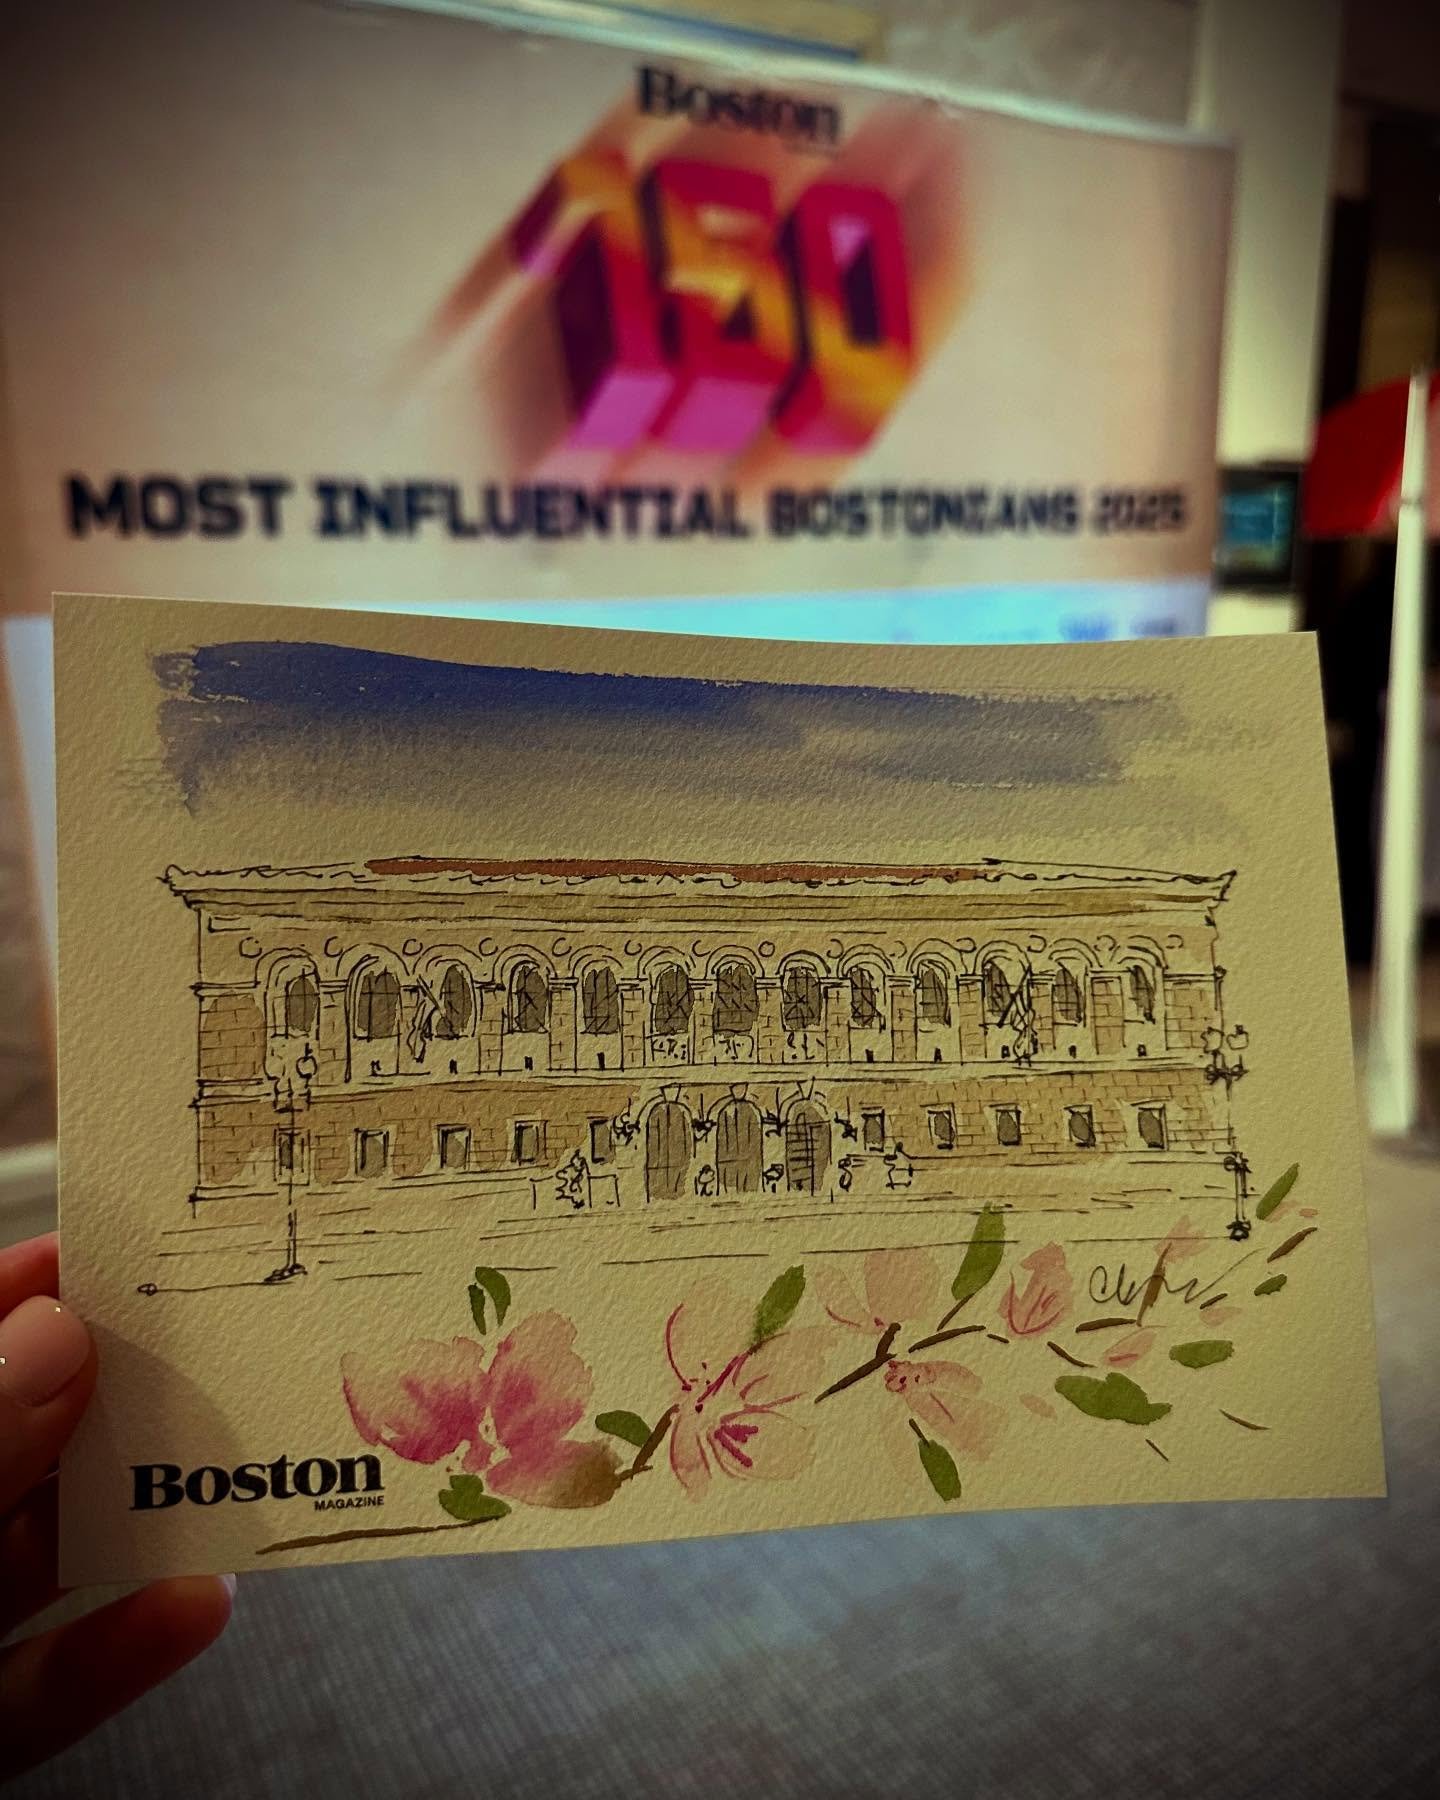 Boston
150
MOST INFLUENTIAL BOSTONIANS 2025
Boston
MAGAZINE